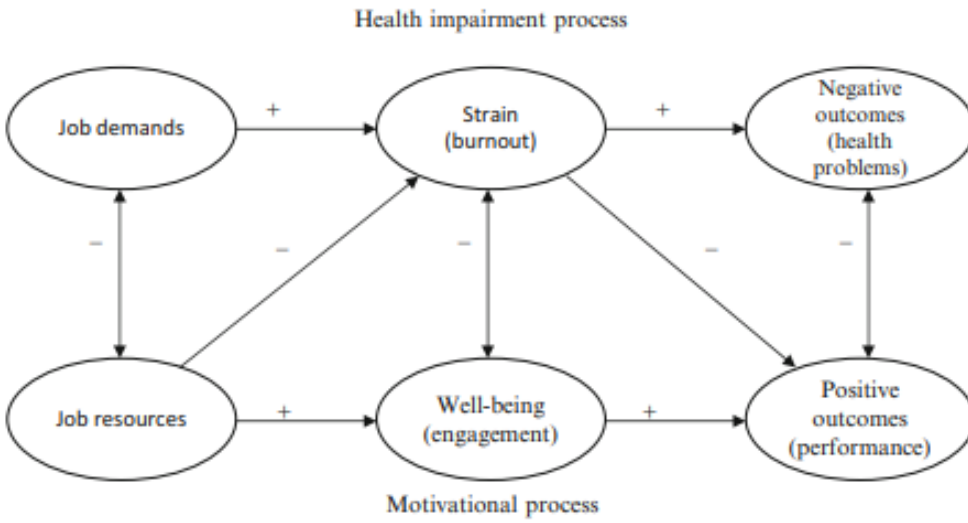 Health impairment process
Job demands
+
Strain
(burnout)
+
Negative
outcomes
(health
problems)
–
–
–
–
–
Job resources
+
Well-being
(engagement)
+
Positive
outcomes
(performance)
Motivational process